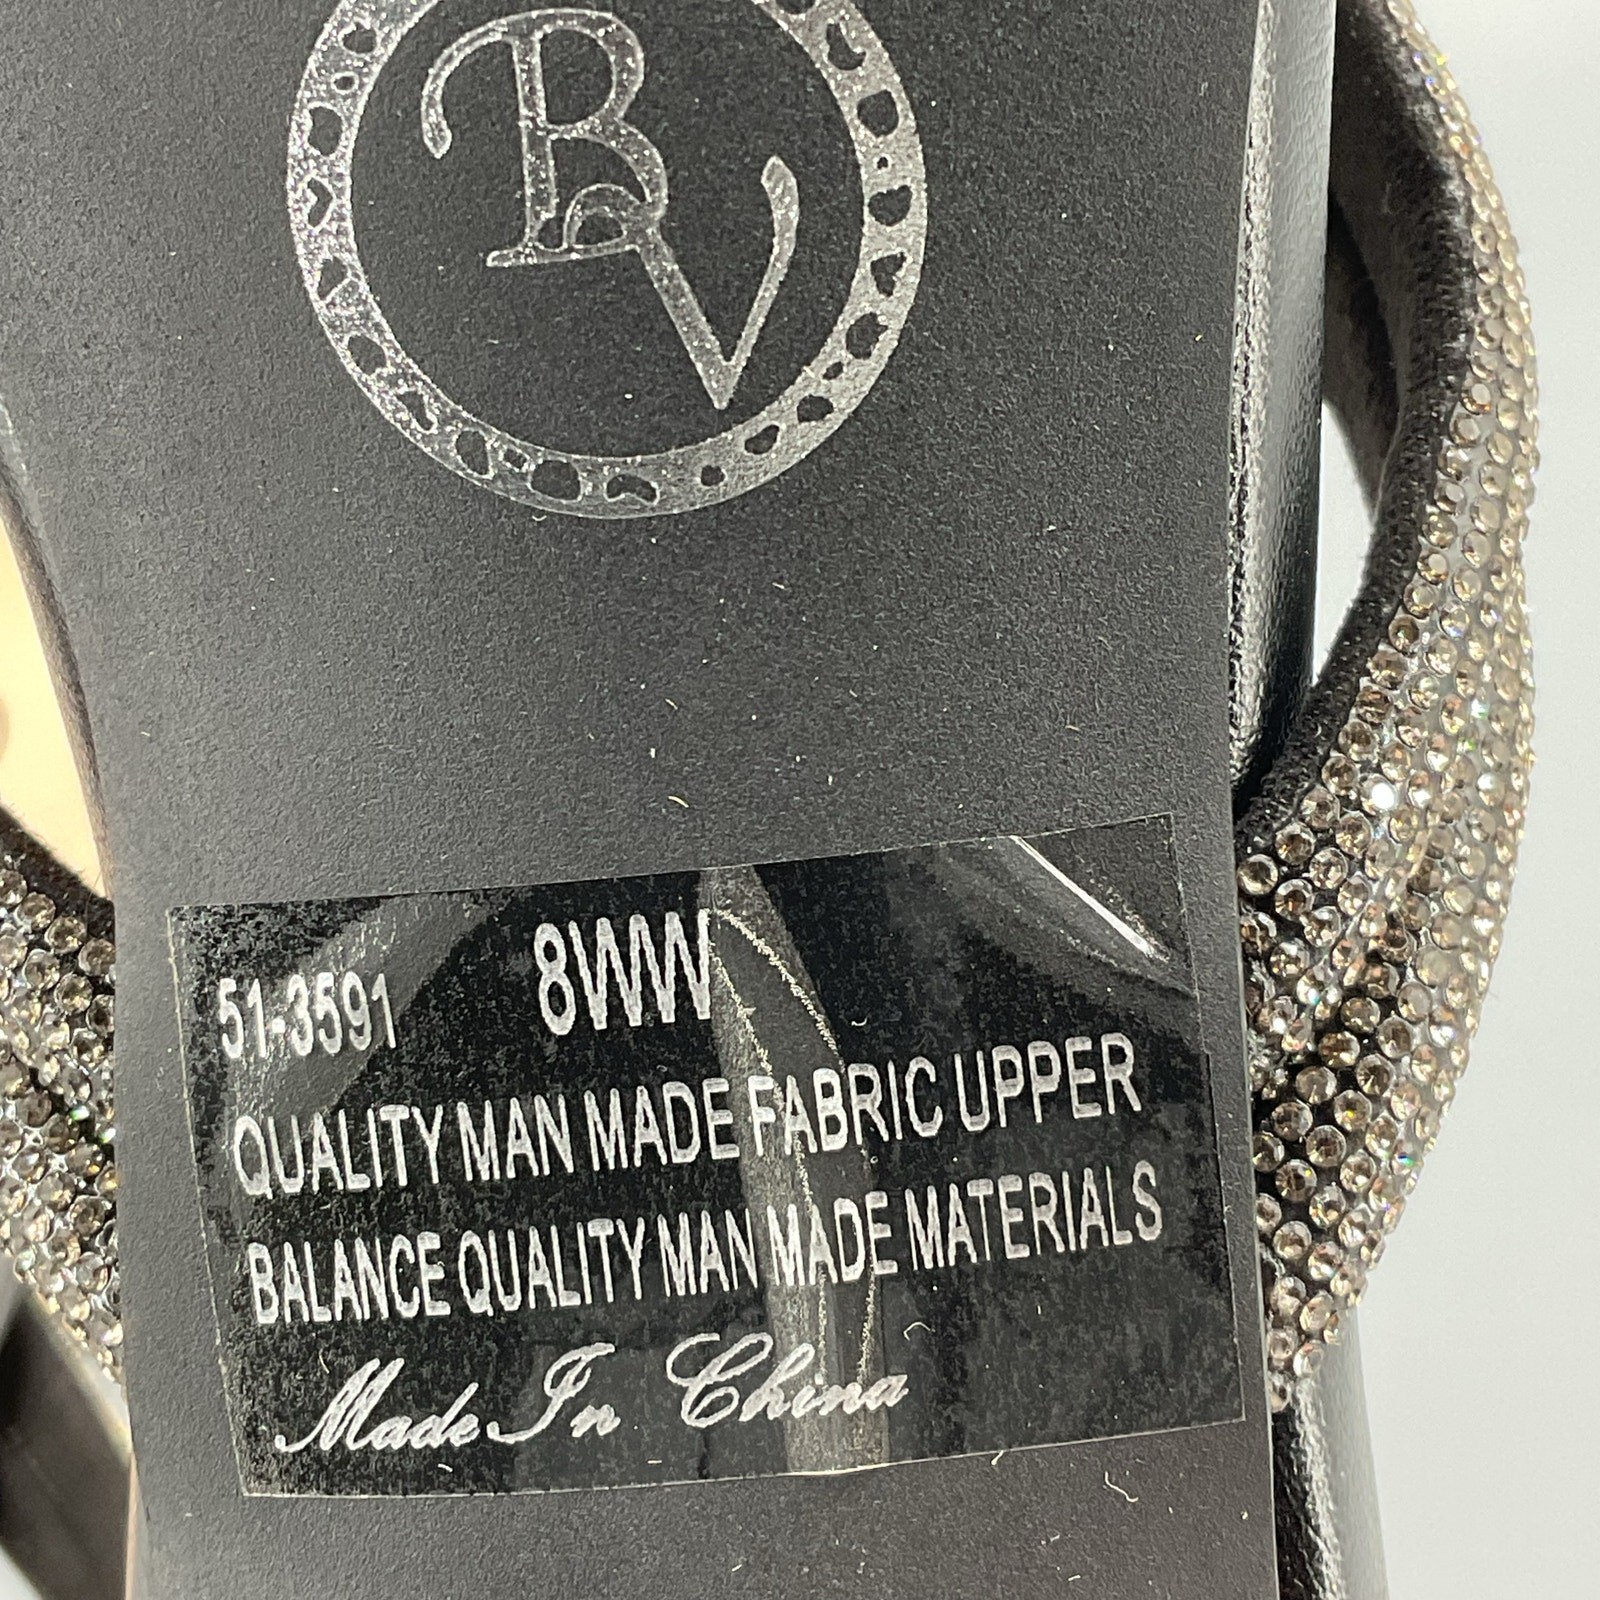 BV
51-3591 8WW
QUALITY MAN MADE FABRIC UPPER
BALANCE QUALITY MAN MADE MATERIALS
Made In China